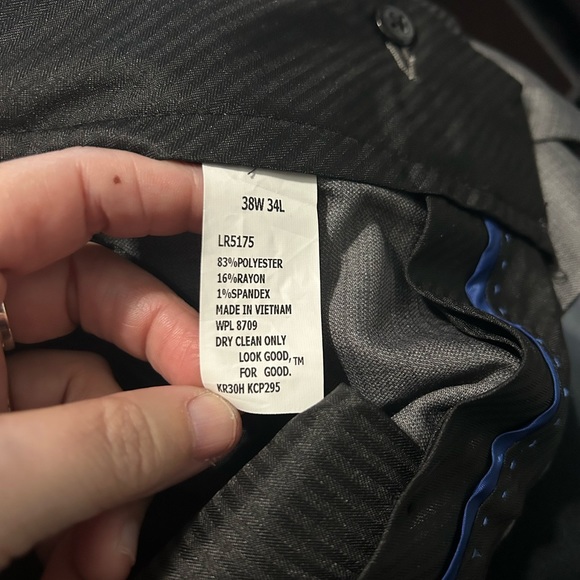 38W 34L
LR5175
83%POLYESTER
16%RAYON
1%SPANDEX
MADE IN VIETNAM
WPL 8709
DRY CLEAN ONLY
LOOK GOOD,™
FOR GOOD.
KR30H KCP295